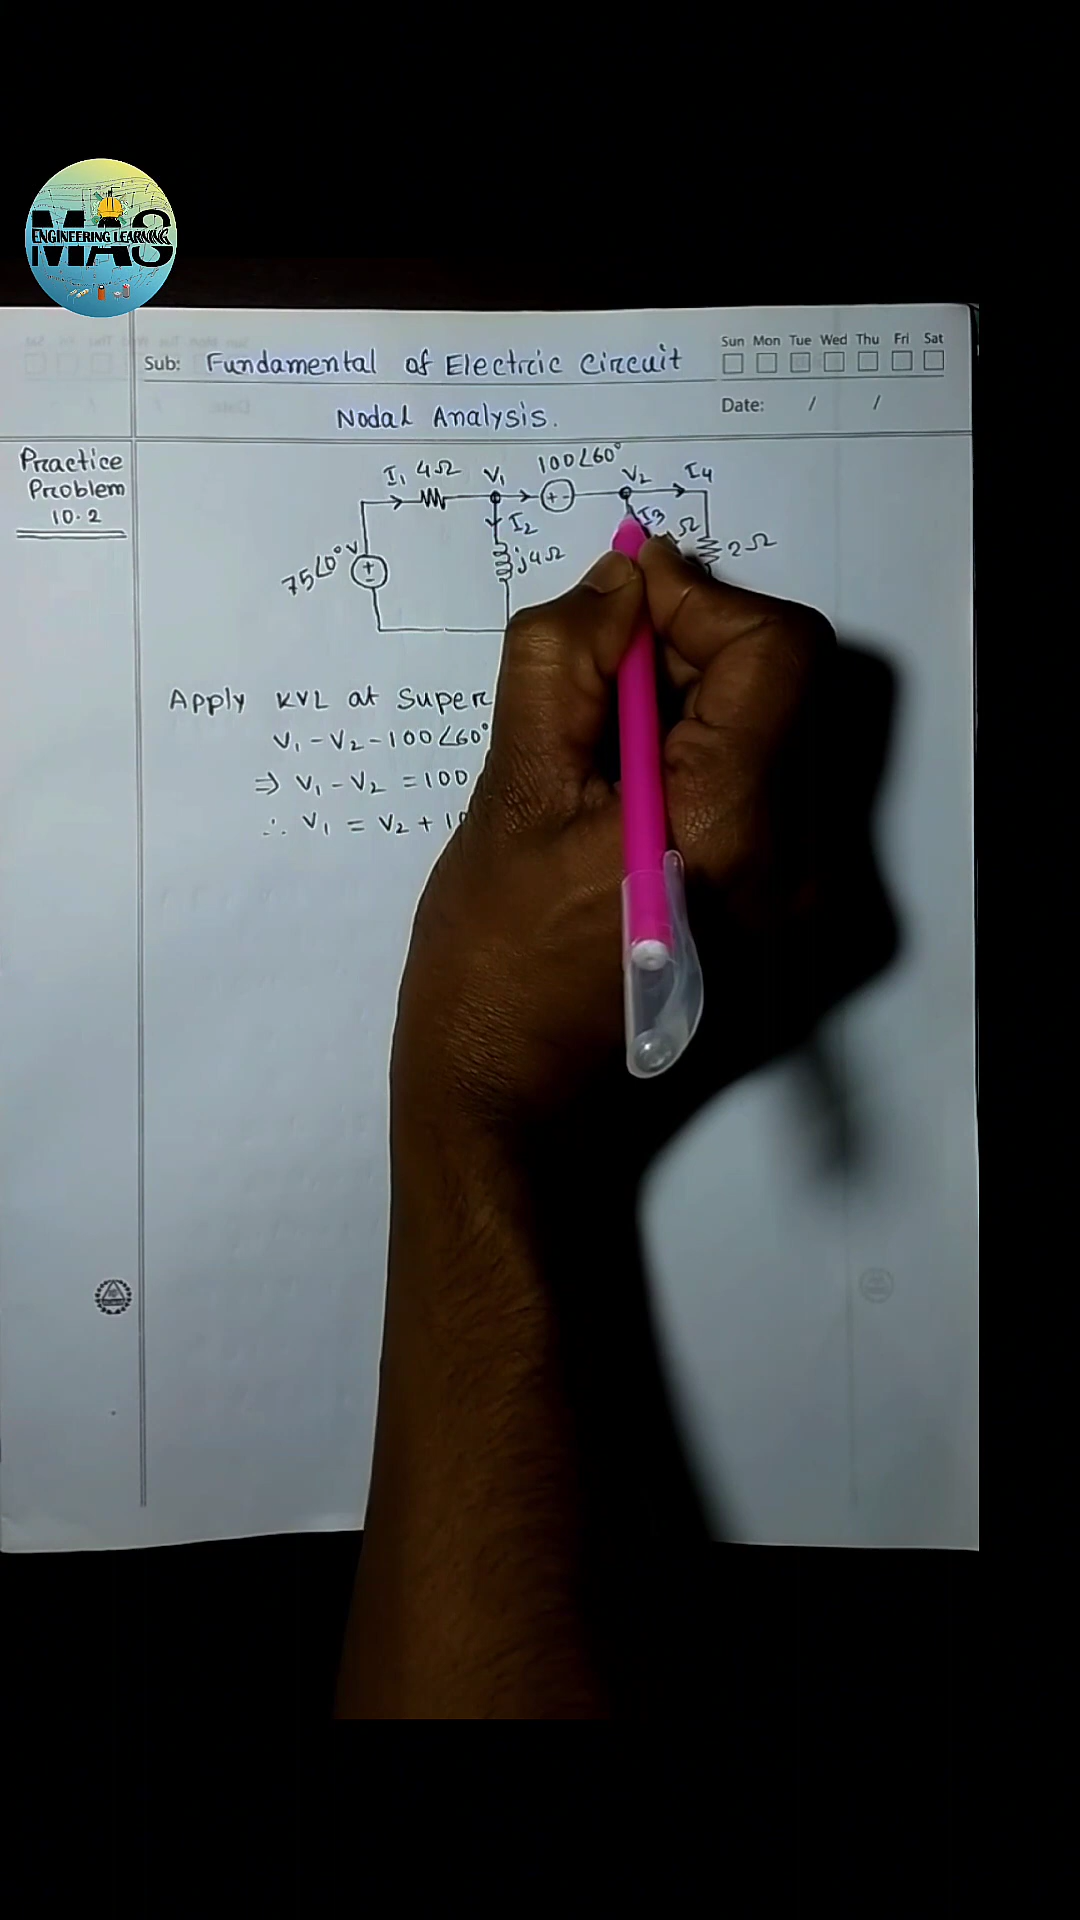 MAS
ENGINEERING LEARNING
Sub: Fundamental of Electric Circuit
Sun Mon Tue Wed Thu Fri Sat
Nodal Analysis.
Date: / /
Practice
Problem
10.2
I₁ 4Ω V₁ 100∠60° V₂ I₄
I₂ I₃
75∠0° V + − j4Ω Ω 2Ω
Apply KVL at Super
V₁ − V₂ − 100∠60°
⇒ V₁ − V₂ = 100
∴ V₁ = V₂ + 1